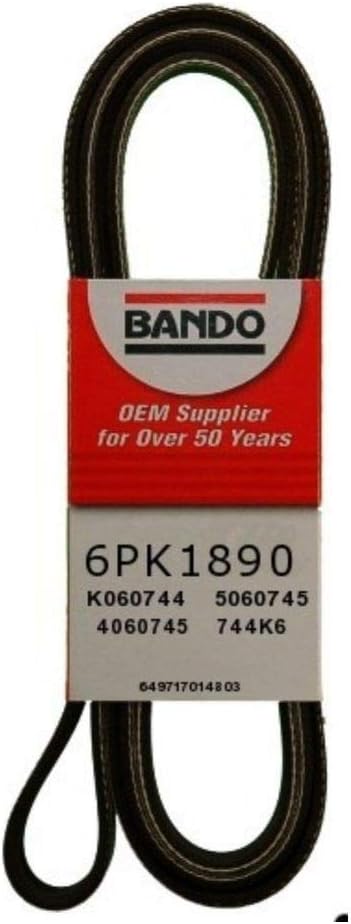 BANDO
OEM Supplier
for Over 50 Years
6PK1890
K060744 5060745
4060745 744K6
649717014803